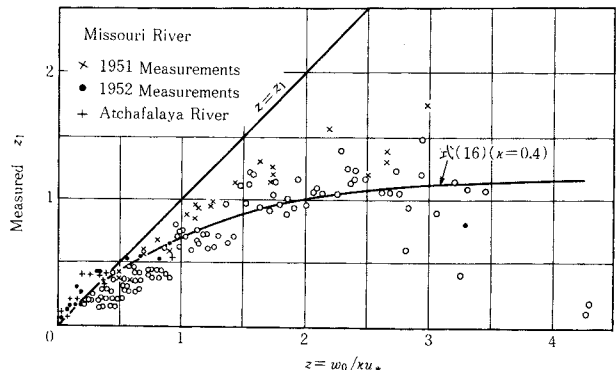 Missouri River
× 1951 Measurements
• 1952 Measurements
+ Atchafalaya River
z=z₁
式(16)(κ=0.4)
Measured z₁
2
1
0
1
2
3
4
z=w₀/κu*